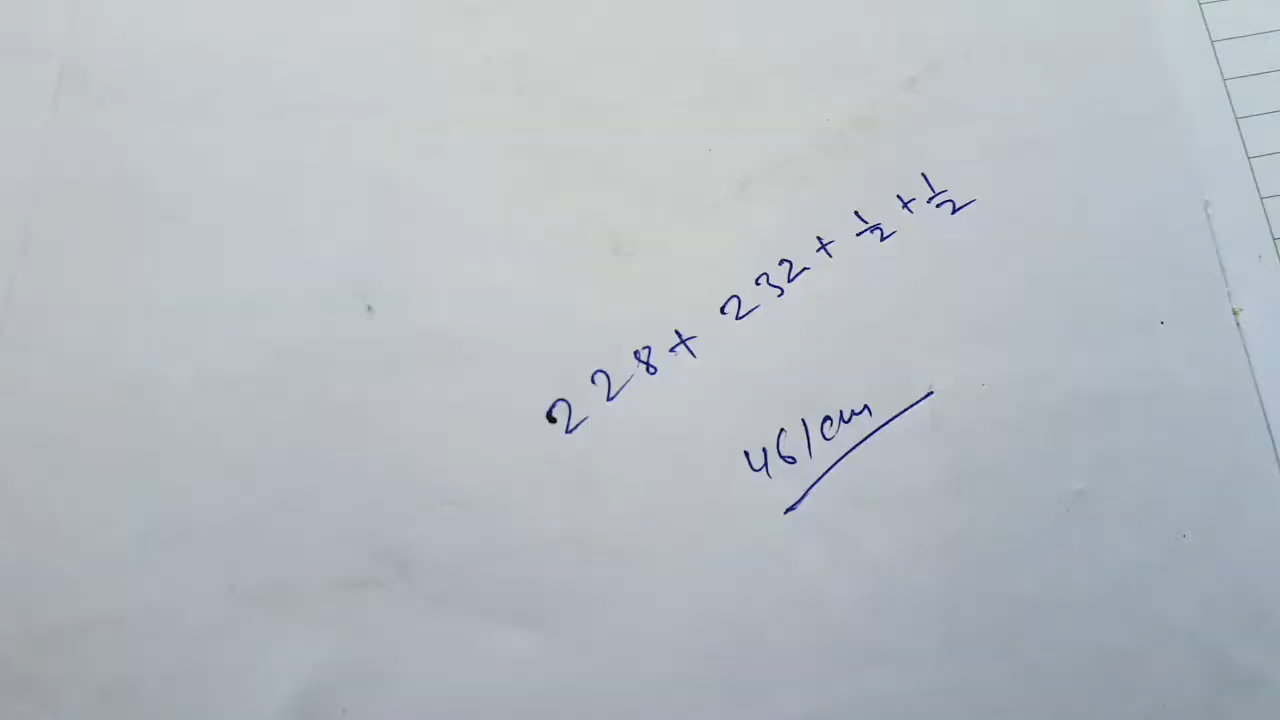 228 + 232 + 1/2 + 1/2
461cm